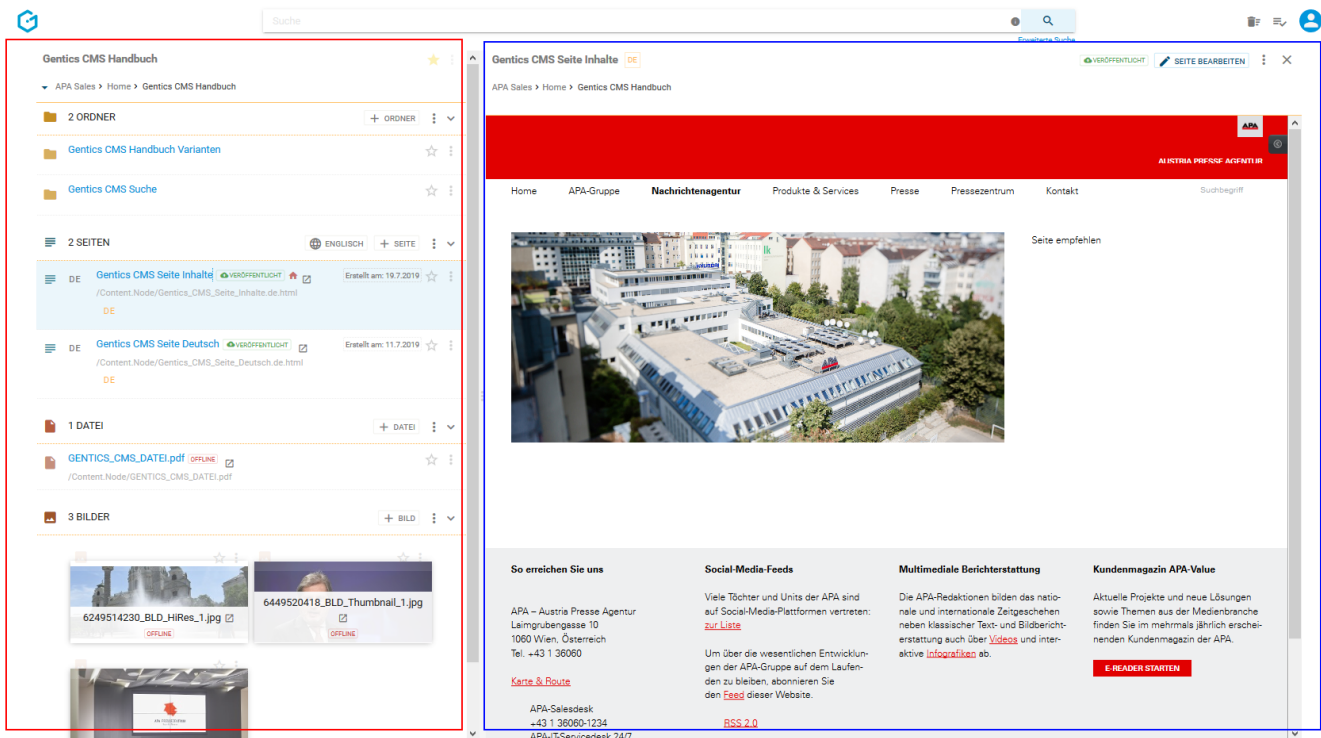 Suche
Erweiterte Suche
Gentics CMS Handbuch
APA Sales > Home > Gentics CMS Handbuch
2 ORDNER
+ ORDNER
Gentics CMS Handbuch Varianten
Gentics CMS Suche
2 SEITEN
ENGLISCH
+ SEITE
DE
Gentics CMS Seite Inhalte
VERÖFFENTLICHT
Erstellt am: 19.7.2019
/Content.Node/Gentics_CMS_Seite_Inhalte.de.html
DE
DE
Gentics CMS Seite Deutsch
VERÖFFENTLICHT
Erstellt am: 11.7.2019
/Content.Node/Gentics_CMS_Seite_Deutsch.de.html
DE
1 DATEI
+ DATEI
GENTICS_CMS_DATEI.pdf
OFFLINE
/Content.Node/GENTICS_CMS_DATEI.pdf
3 BILDER
+ BILD
6249514230_BLD_HiRes_1.jpg
OFFLINE
6449520418_BLD_Thumbnail_1.jpg
OFFLINE
Gentics CMS Seite Inhalte
DE
VERÖFFENTLICHT
SEITE BEARBEITEN
APA Sales > Home > Gentics CMS Handbuch
APA
AUSTRIA PRESSE AGENTUR
Home
APA-Gruppe
Nachrichtenagentur
Produkte & Services
Presse
Pressezentrum
Kontakt
Suchbegriff
Seite empfehlen
APA
So erreichen Sie uns
APA – Austria Presse Agentur
Laimgrubengasse 10
1060 Wien, Österreich
Tel. +43 1 36060
Karte & Route
APA-Salesdesk
+43 1 36060-1234
APA-IT-Servicedesk 24/7
Social-Media-Feeds
Viele Töchter und Units der APA sind
auf Social-Media-Plattformen vertreten:
zur Liste
Um über die wesentlichen Entwicklun-
gen der APA-Gruppe auf dem Laufen-
den zu bleiben, abonnieren Sie
den Feed dieser Website.
RSS 2.0
Multimediale Berichterstattung
Die APA-Redaktionen bilden das natio-
nale und internationale Zeitgeschehen
neben klassischer Text- und Bildbericht-
erstattung auch über Videos und inter-
aktive Infografiken ab.
Kundenmagazin APA-Value
Aktuelle Projekte und neue Lösungen
sowie Themen aus der Medienbranche
finden Sie im mehrmals jährlich erschei-
nenden Kundenmagazin der APA.
E-READER STARTEN